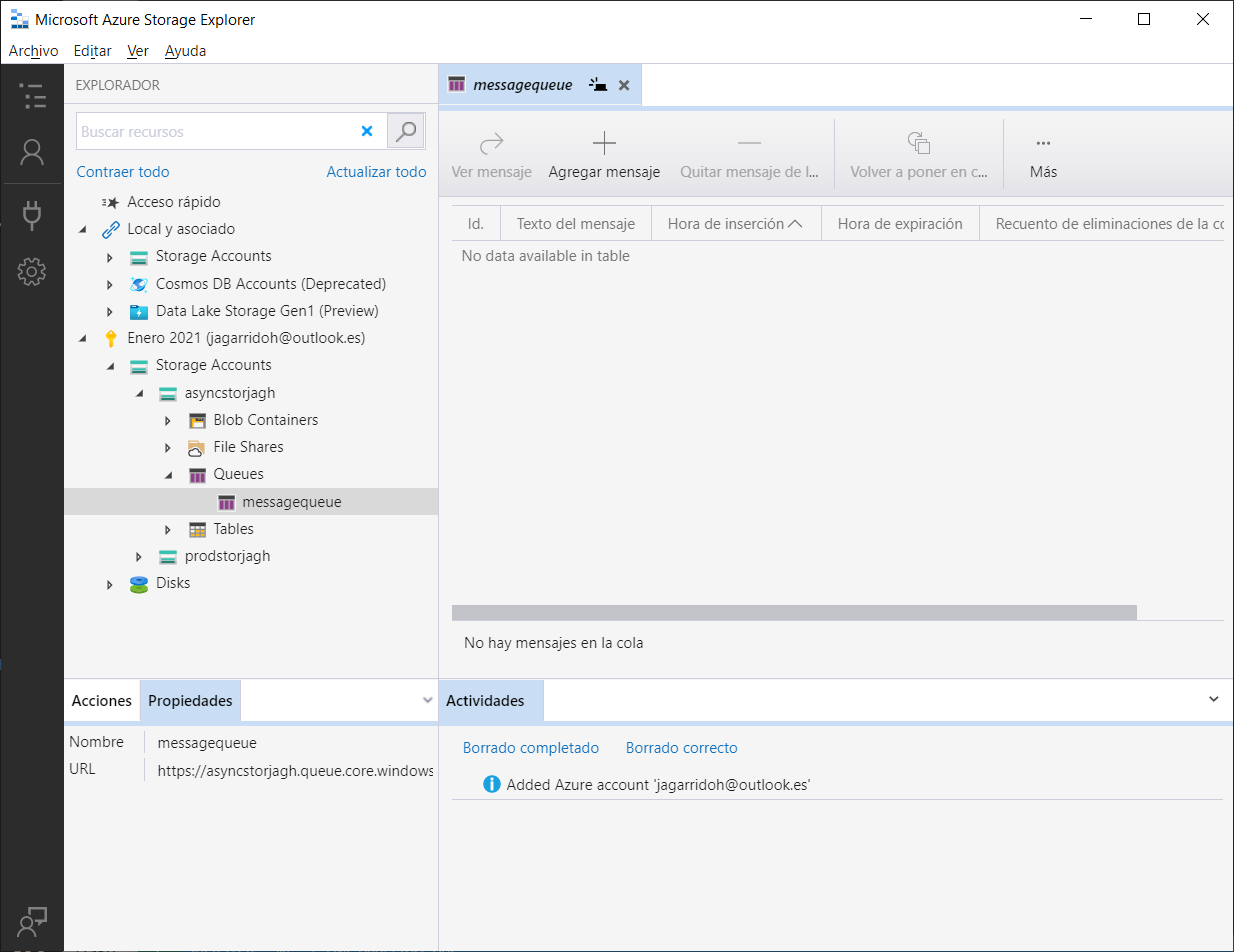 Microsoft Azure Storage Explorer
Archivo Editar Ver Ayuda
EXPLORADOR
Buscar recursos
Contraer todo Actualizar todo
Acceso rápido
Local y asociado
Storage Accounts
Cosmos DB Accounts (Deprecated)
Data Lake Storage Gen1 (Preview)
Enero 2021 (jagarridoh@outlook.es)
Storage Accounts
asyncstorjagh
Blob Containers
File Shares
Queues
messagequeue
Tables
prodstorjagh
Disks
messagequeue
Ver mensaje Agregar mensaje Quitar mensaje de l... Volver a poner en c... Más
Id. Texto del mensaje Hora de inserción Hora de expiración Recuento de eliminaciones de la co
No data available in table
No hay mensajes en la cola
Acciones Propiedades
Nombre messagequeue
URL https://asyncstorjagh.queue.core.windows
Actividades
Borrado completado Borrado correcto
Added Azure account 'jagarridoh@outlook.es'